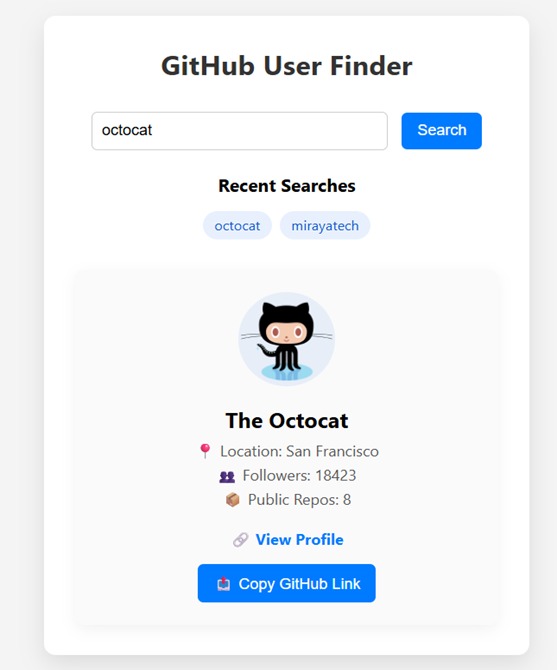 GitHub User Finder
octocat Search
Recent Searches
octocat mirayatech
The Octocat
📍 Location: San Francisco
👥 Followers: 18423
📦 Public Repos: 8
🔗 View Profile
📤 Copy GitHub Link